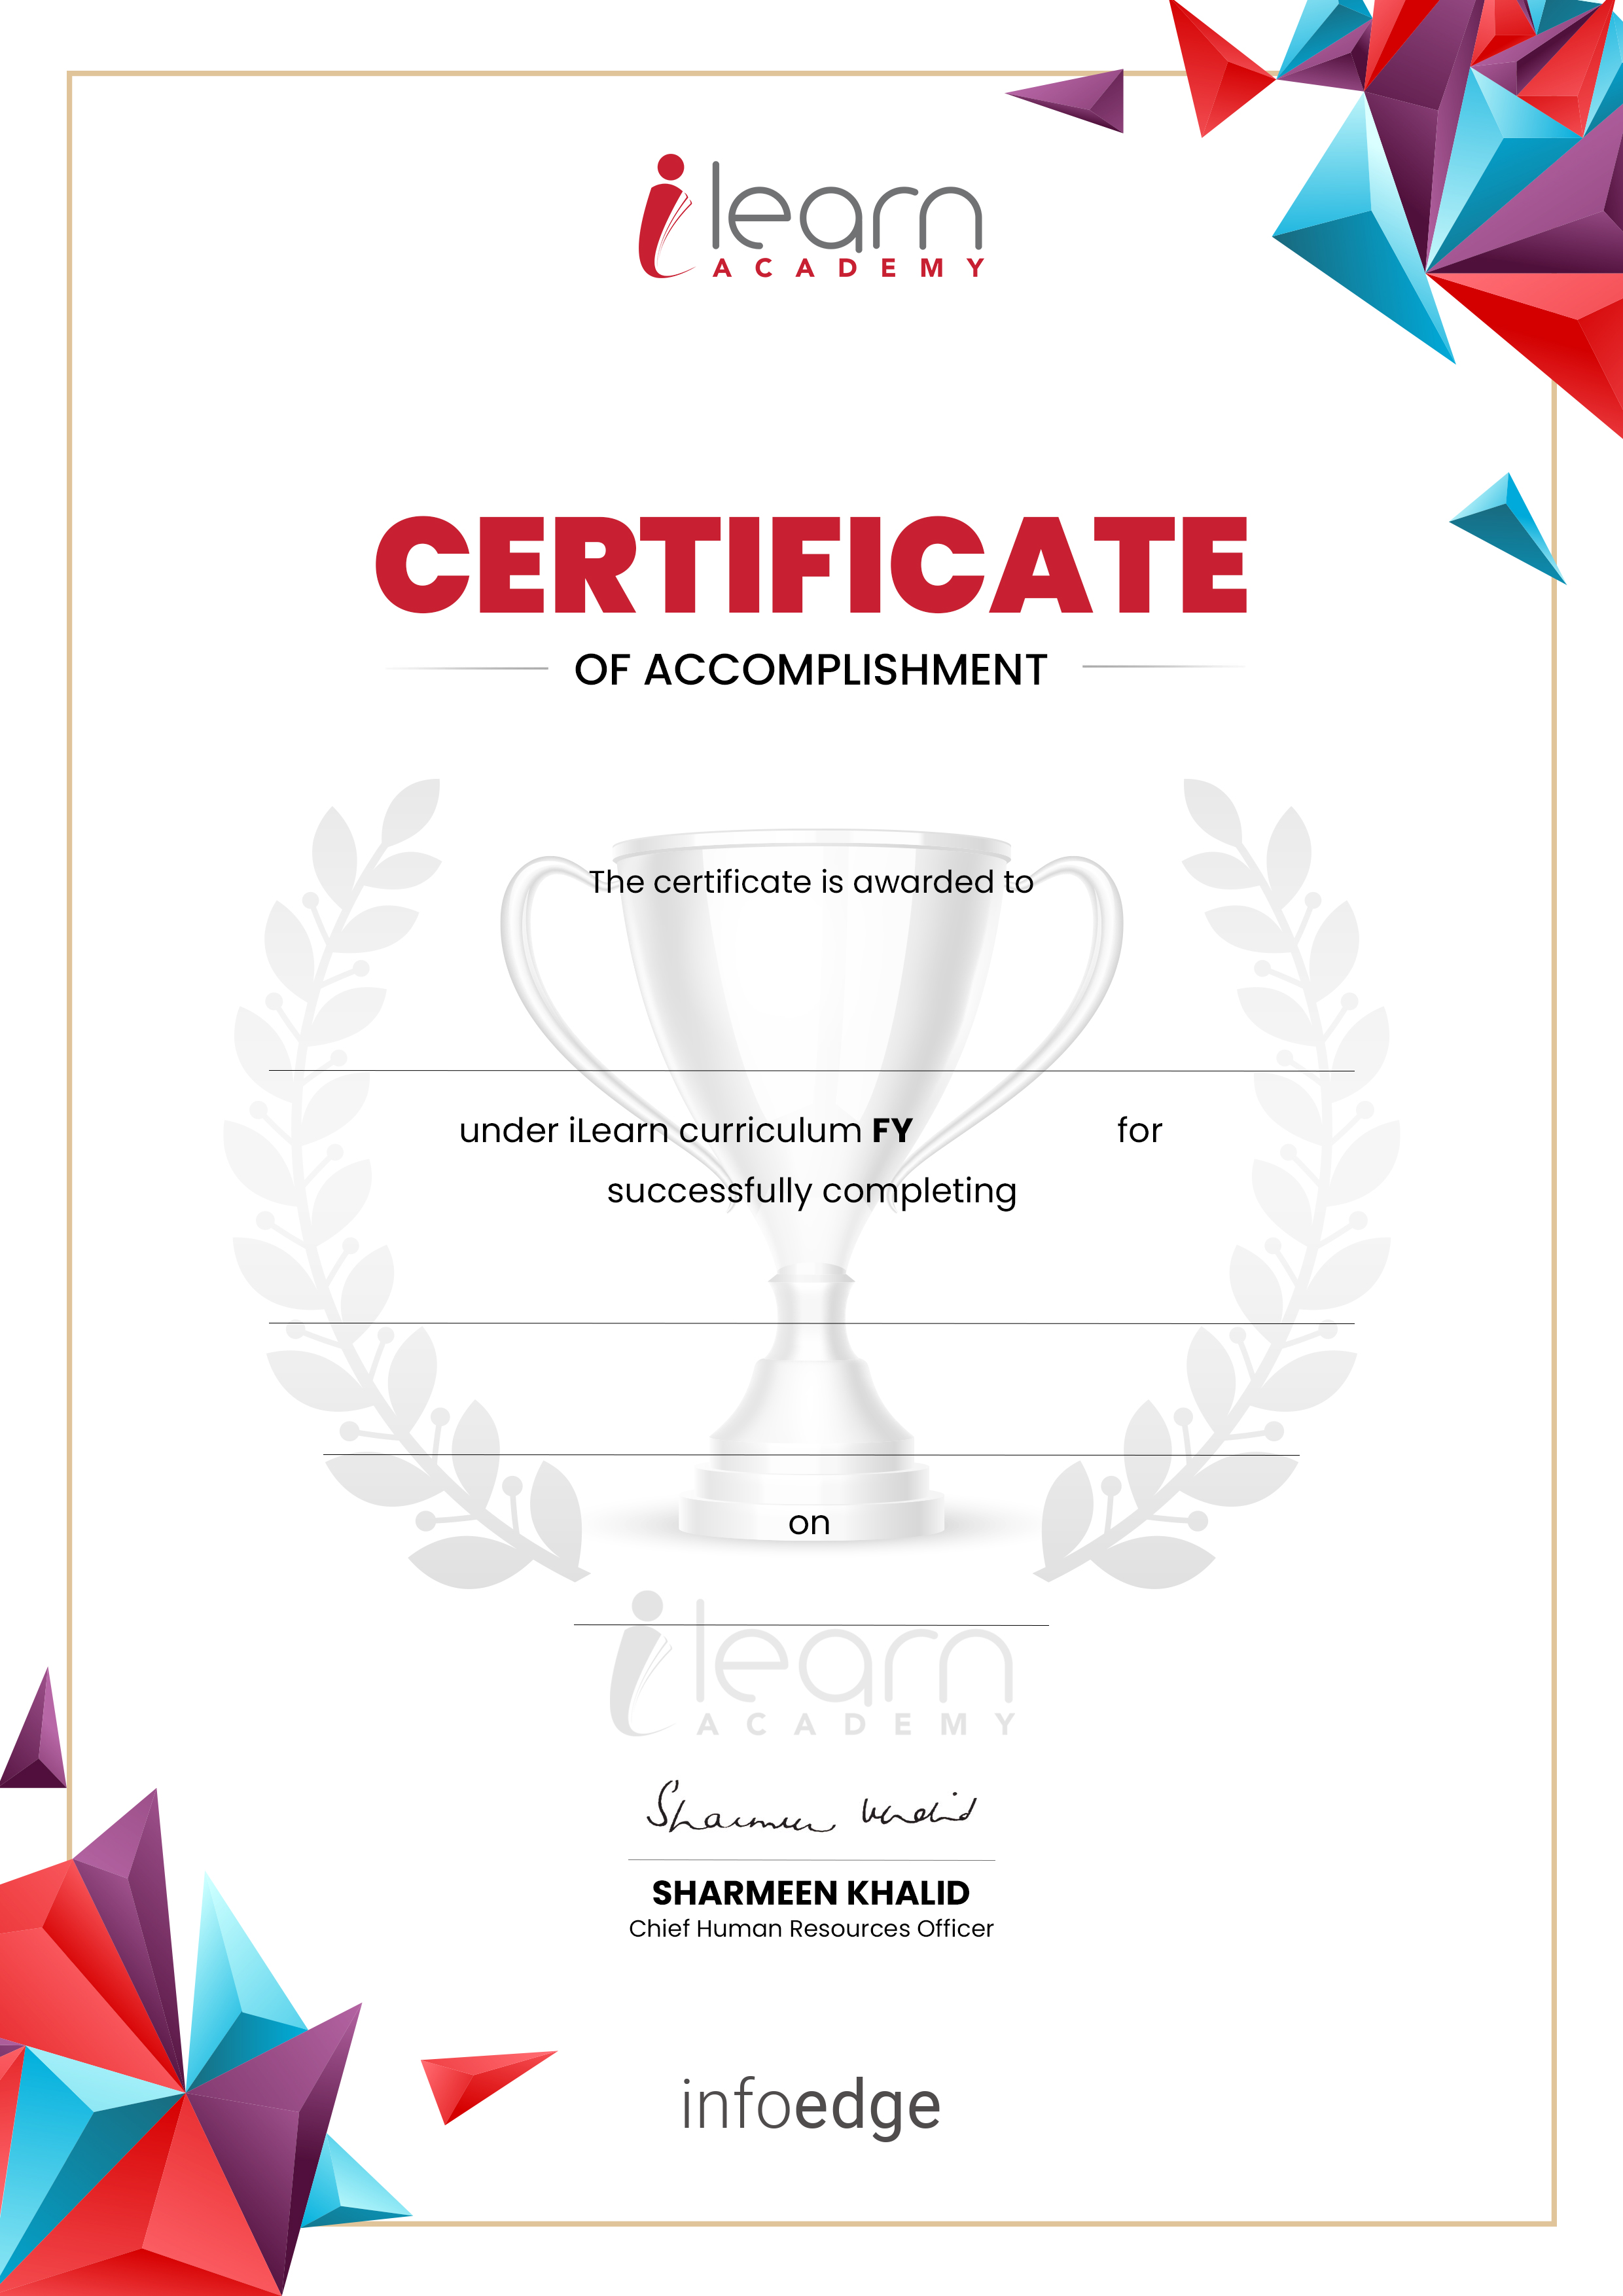 ilearn
ACADEMY
CERTIFICATE
OF ACCOMPLISHMENT
The certificate is awarded to
under iLearn curriculum FY for
successfully completing
on
ilearn
ACADEMY
Sharmeen Khalid
SHARMEEN KHALID
Chief Human Resources Officer
infoedge